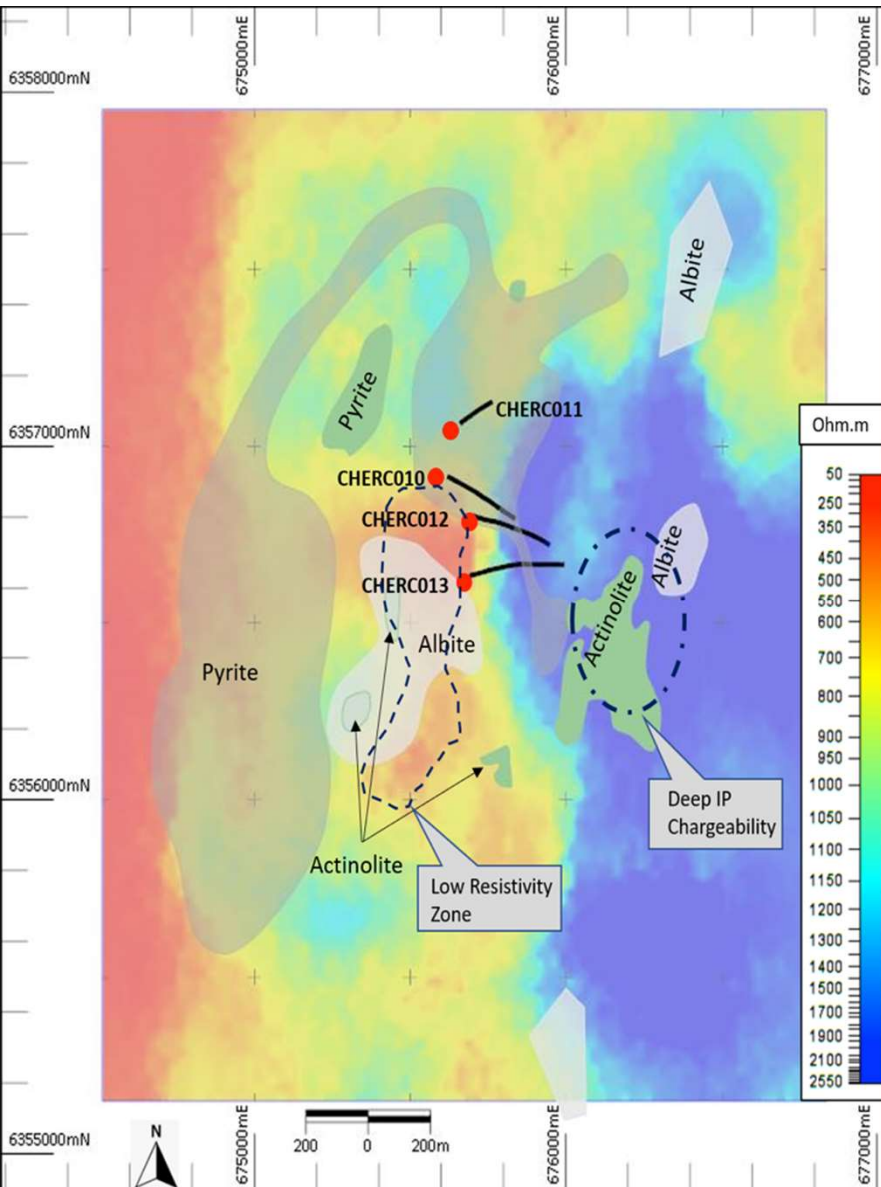 675000mE
676000mE
677000mE
6358000mN
Albite
Pyrite
CHERC011
6357000mN
Ohm.m
CHERC010
CHERC012
Albite
CHERC013
Actinolite
Albite
Pyrite
6356000mN
Deep IP
Chargeability
Actinolite
Low Resistivity
Zone
50
250
350
450
500
550
600
700
800
900
950
1000
1050
1100
1150
1200
1300
1400
1500
1700
1900
2100
2550
6355000mN
N
200 0 200m
675000mE
676000mE
677000mE